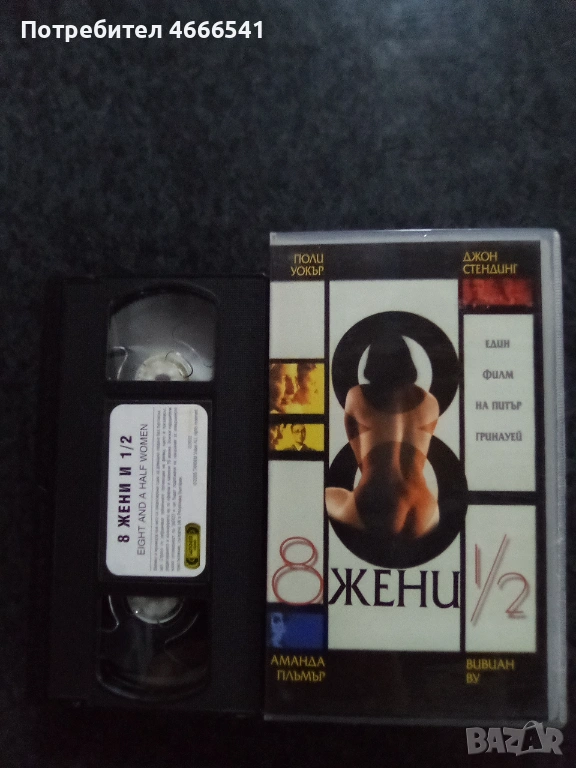 Потребител 4666541
ПОЛИ
УОКЪР
ДЖОН
СТЕНДИНГ
ЕДИН
ФИЛМ
НА ПИТЪР
ГРИНАУЕЙ
8 ЖЕНИ 1/2
АМАНДА
ПЛЪМЪР
ВИВИАН
ВУ
8 ЖЕНИ И 1/2
EIGHT AND A HALF WOMEN
BAZAR